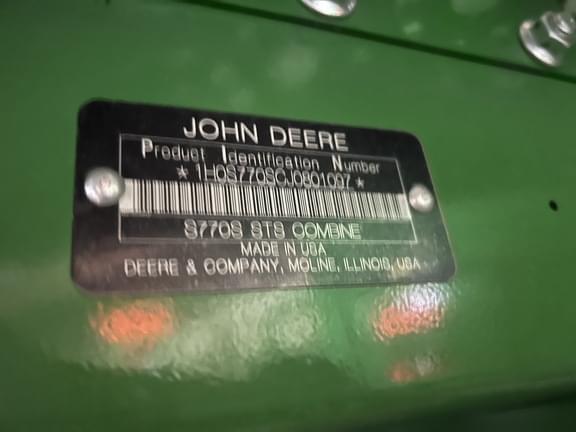 JOHN DEERE
Product Identification Number
*1H0S770SCJ0801097*
S770S STS COMBINE
MADE IN USA
DEERE & COMPANY, MOLINE, ILLINOIS, USA